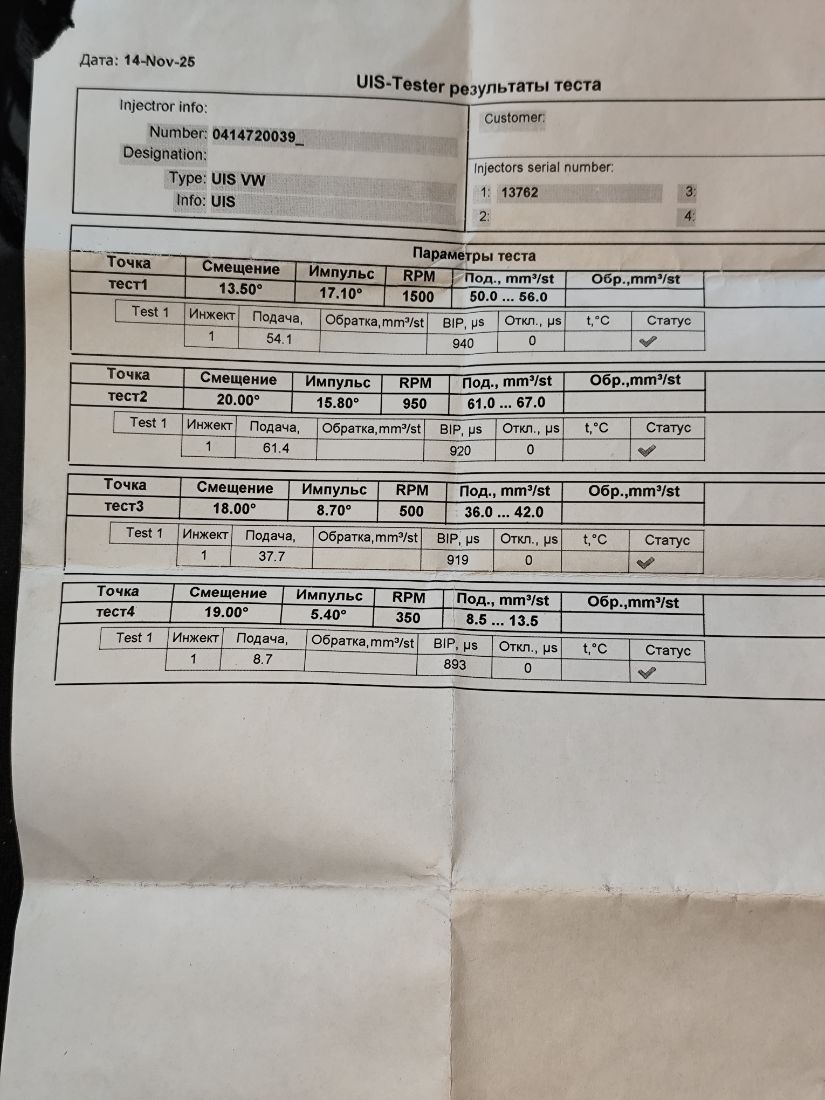 Дата: 14-Nov-25
UIS-Tester результаты теста
Injectror info:
Number: 0414720039_
Designation:
Type: UIS VW
Info: UIS
Customer:
Injectors serial number:
1: 13762 3:
2: 4:
Параметры теста
Точка Смещение Импульс RPM Под., mm³/st Обр.,mm³/st
тест1 13.50° 17.10° 1500 50.0 ... 56.0
Test 1 Инжект Подача, Обратка,mm³/st BIP, µs Откл., µs t,°C Статус
1 54.1 940 0 ✓
Точка Смещение Импульс RPM Под., mm³/st Обр.,mm³/st
тест2 20.00° 15.80° 950 61.0 ... 67.0
Test 1 Инжект Подача, Обратка,mm³/st BIP, µs Откл., µs t,°C Статус
1 61.4 920 0 ✓
Точка Смещение Импульс RPM Под., mm³/st Обр.,mm³/st
тест3 18.00° 8.70° 500 36.0 ... 42.0
Test 1 Инжект Подача, Обратка,mm³/st BIP, µs Откл., µs t,°C Статус
1 37.7 919 0 ✓
Точка Смещение Импульс RPM Под., mm³/st Обр.,mm³/st
тест4 19.00° 5.40° 350 8.5 ... 13.5
Test 1 Инжект Подача, Обратка,mm³/st BIP, µs Откл., µs t,°C Статус
1 8.7 893 0 ✓